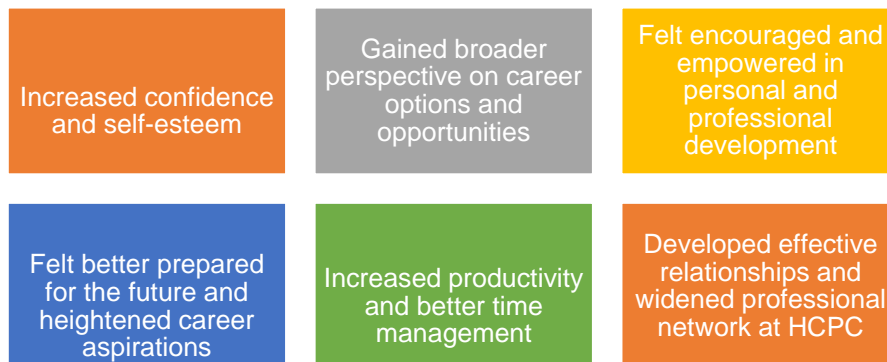 Increased confidence
and self-esteem
Gained broader
perspective on career
options and
opportunities
Felt encouraged and
empowered in
personal and
professional
development
Felt better prepared
for the future and
heightened career
aspirations
Increased productivity
and better time
management
Developed effective
relationships and
widened professional
network at HCPC